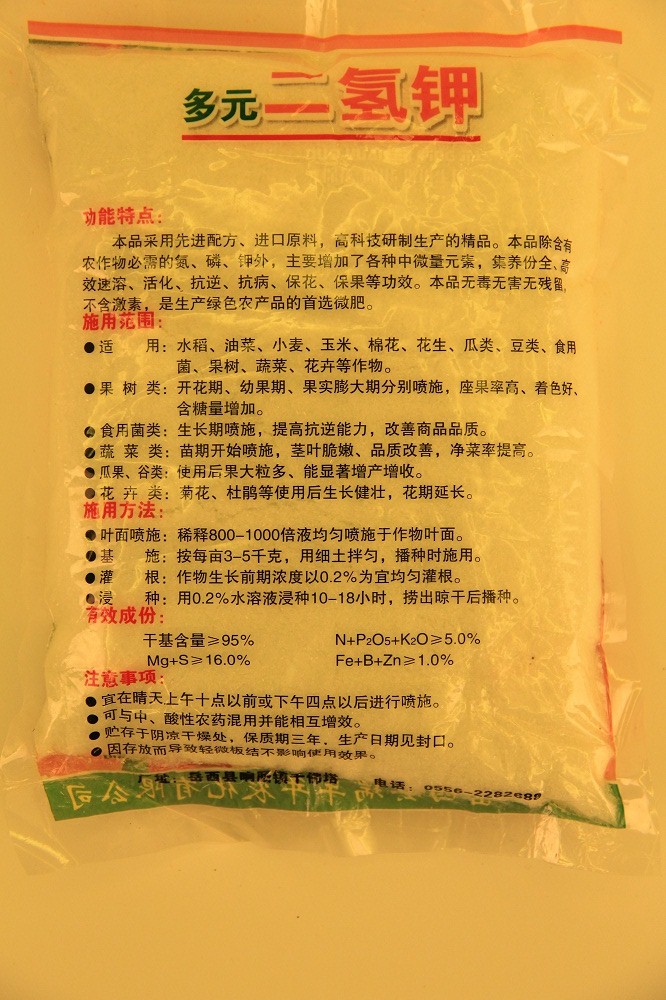 多元二氢钾
功能特点：
本品采用先进配方、进口原料，高科技研制生产的精品。本品除含有
农作物必需的氮、磷、钾外，主要增加了各种中微量元素，集养份全、高
效速溶、活化、抗逆、抗病、保花、保果等功效。本品无毒无害无残留，
不含激素，是生产绿色农产品的首选微肥。
施用范围：
●适　　用：水稻、油菜、小麦、玉米、棉花、花生、瓜类、豆类、食用
菌、果树、蔬菜、花卉等作物。
●果 树 类：开花期、幼果期、果实膨大期分别喷施，座果率高、着色好、
含糖量增加。
●食用菌类：生长期喷施，提高抗逆能力，改善商品品质。
●蔬 菜 类：苗期开始喷施，茎叶脆嫩、品质改善，净菜率提高。
●瓜果、谷类：使用后果大粒多、能显著增产增收。
●花 卉 类：菊花、杜鹃等使用后生长健壮，花期延长。
施用方法：
●叶面喷施：稀释800-1000倍液均匀喷施于作物叶面。
●基　　施：按每亩3-5千克，用细土拌匀，播种时施用。
●灌　　根：作物生长前期浓度以0.2%为宜均匀灌根。
●浸　　种：用0.2%水溶液浸种10-18小时，捞出晾干后播种。
有效成份：
干基含量≥95%　　N+P₂O₅+K₂O≥5.0%
Mg+S≥16.0%　　Fe+B+Zn≥1.0%
注意事项：
●宜在晴天上午十点以前或下午四点以后进行喷施。
●可与中、酸性农药混用并能相互增效。
●贮存于阴凉干燥处，保质期三年，生产日期见封口。
●因存放而导致轻微板结不影响使用效果。
厂址：岳西县响肠镇 电话：0556-2282689
农化有限公司